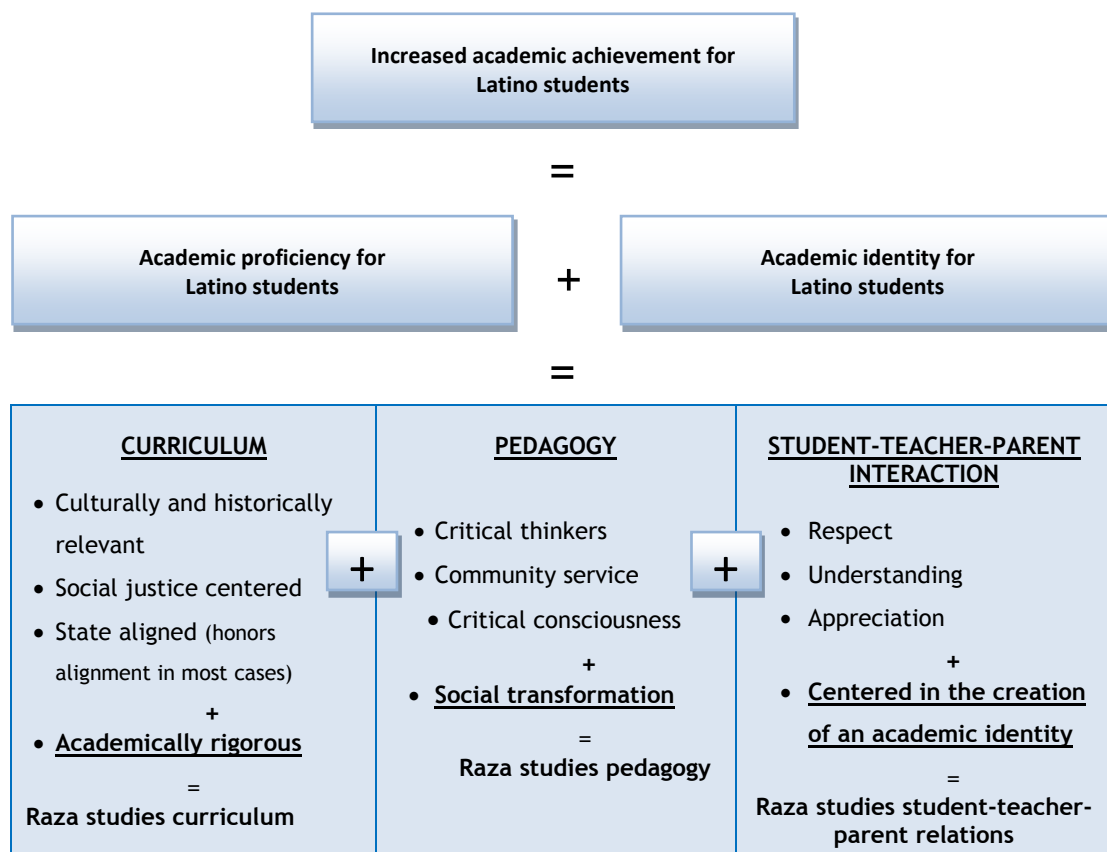 Increased academic achievement for
Latino students
=
Academic proficiency for
Latino students
+
Academic identity for
Latino students
=
CURRICULUM
• Culturally and historically
relevant
• Social justice centered
• State aligned (honors
alignment in most cases)
+
• Academically rigorous
=
Raza studies curriculum
+
PEDAGOGY
• Critical thinkers
• Community service
• Critical consciousness
+
• Social transformation
=
Raza studies pedagogy
+
STUDENT-TEACHER-PARENT
INTERACTION
• Respect
• Understanding
• Appreciation
+
• Centered in the creation
of an academic identity
=
Raza studies student-teacher-
parent relations